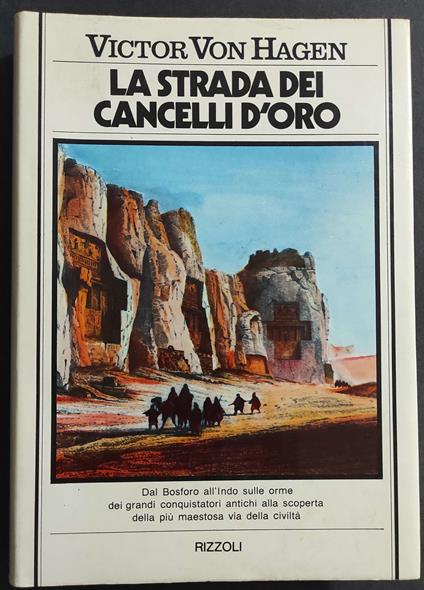 VICTOR VON HAGEN
LA STRADA DEI
CANCELLI D'ORO
Dal Bosforo all'Indo sulle orme
dei grandi conquistatori antichi alla scoperta
della più maestosa via della civiltà
RIZZOLI